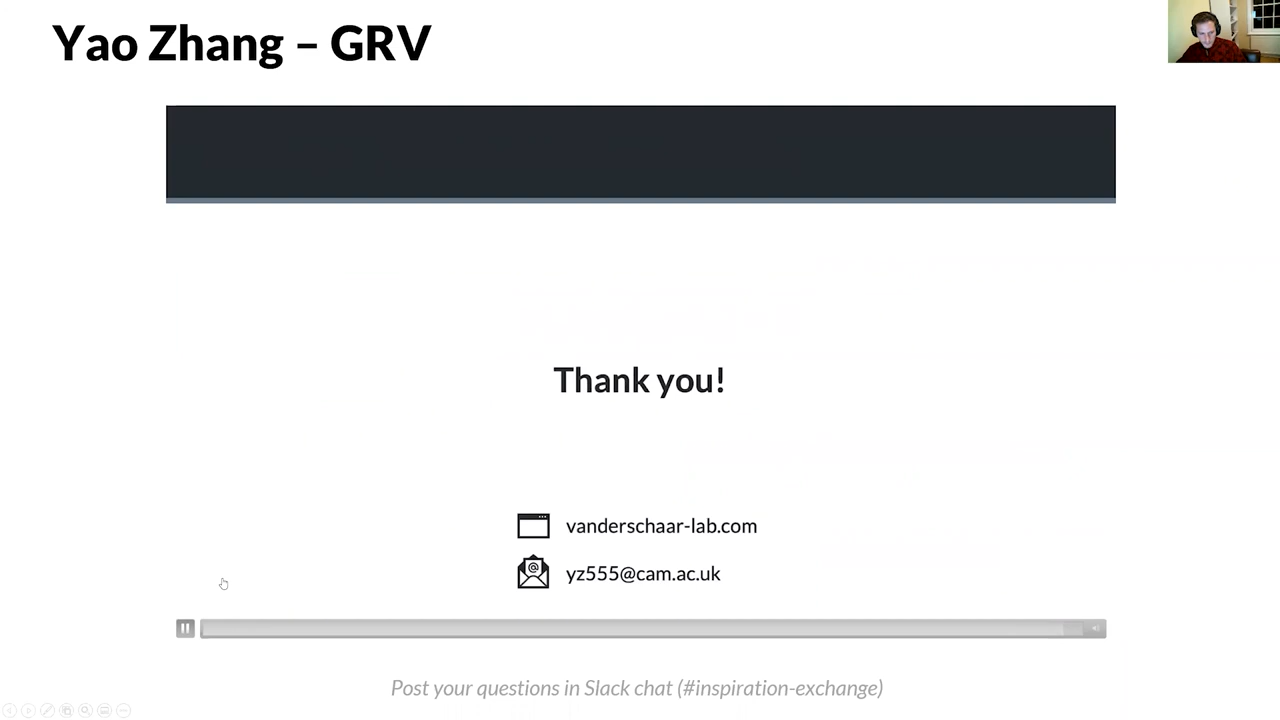 Yao Zhang – GRV
Thank you!
vanderschaar-lab.com
yz555@cam.ac.uk
Post your questions in Slack chat (#inspiration-exchange)